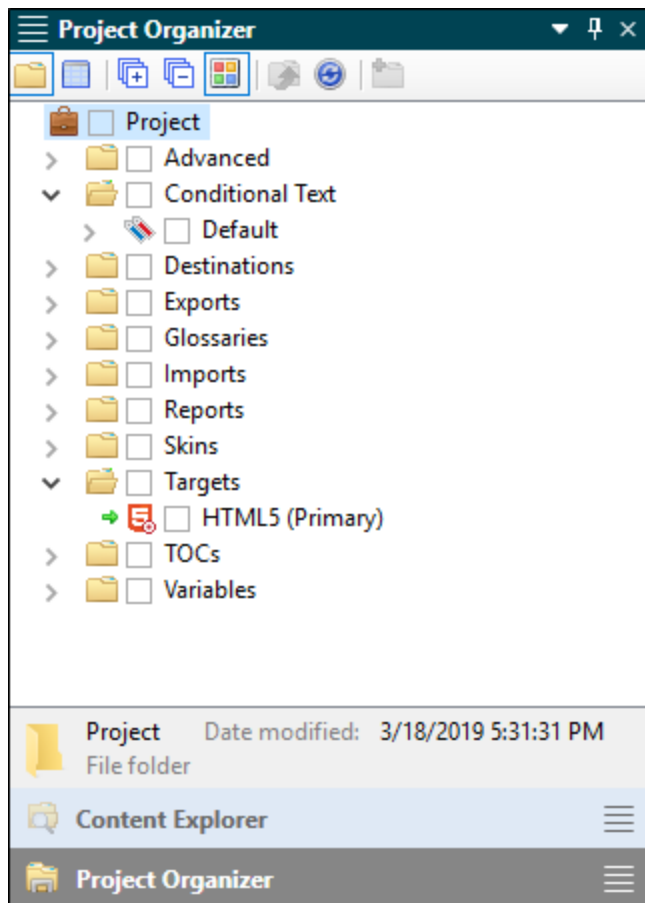 Project Organizer
Project
Advanced
Conditional Text
Default
Destinations
Exports
Glossaries
Imports
Reports
Skins
Targets
HTML5 (Primary)
TOCs
Variables
Project Date modified: 3/18/2019 5:31:31 PM
File folder
Content Explorer
Project Organizer